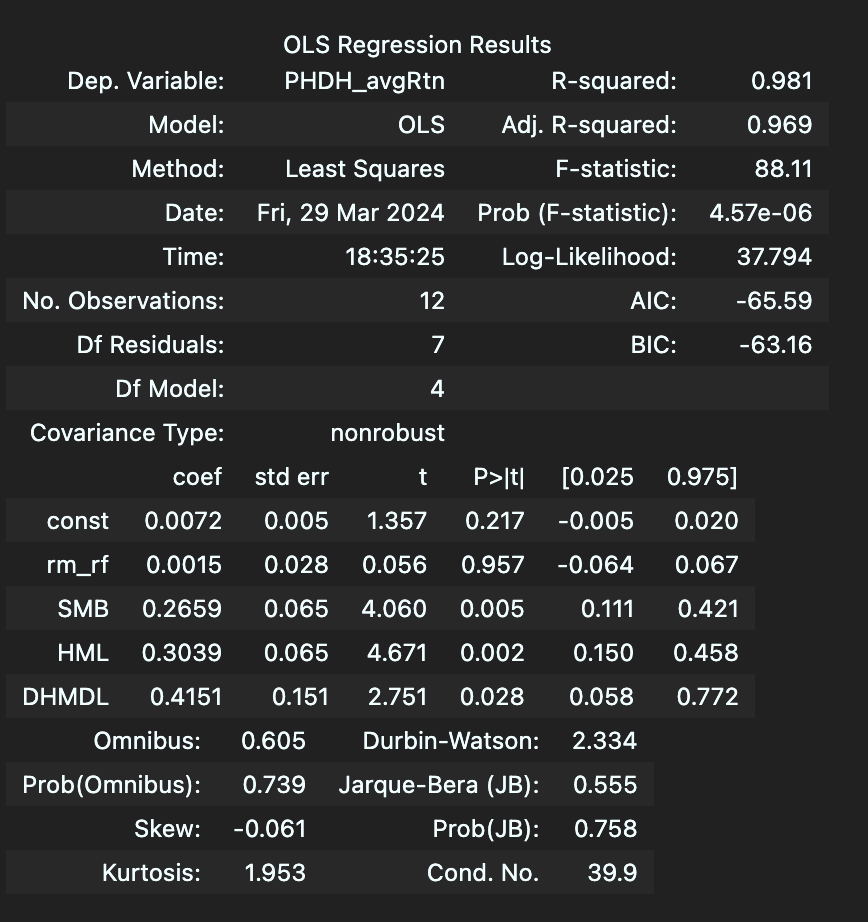 OLS Regression Results
Dep. Variable: PHDH_avgRtn R-squared: 0.981
Model: OLS Adj. R-squared: 0.969
Method: Least Squares F-statistic: 88.11
Date: Fri, 29 Mar 2024 Prob (F-statistic): 4.57e-06
Time: 18:35:25 Log-Likelihood: 37.794
No. Observations: 12 AIC: -65.59
Df Residuals: 7 BIC: -63.16
Df Model: 4
Covariance Type: nonrobust
coef std err t P>|t| [0.025 0.975]
const 0.0072 0.005 1.357 0.217 -0.005 0.020
rm_rf 0.0015 0.028 0.056 0.957 -0.064 0.067
SMB 0.2659 0.065 4.060 0.005 0.111 0.421
HML 0.3039 0.065 4.671 0.002 0.150 0.458
DHMDL 0.4151 0.151 2.751 0.028 0.058 0.772
Omnibus: 0.605 Durbin-Watson: 2.334
Prob(Omnibus): 0.739 Jarque-Bera (JB): 0.555
Skew: -0.061 Prob(JB): 0.758
Kurtosis: 1.953 Cond. No. 39.9